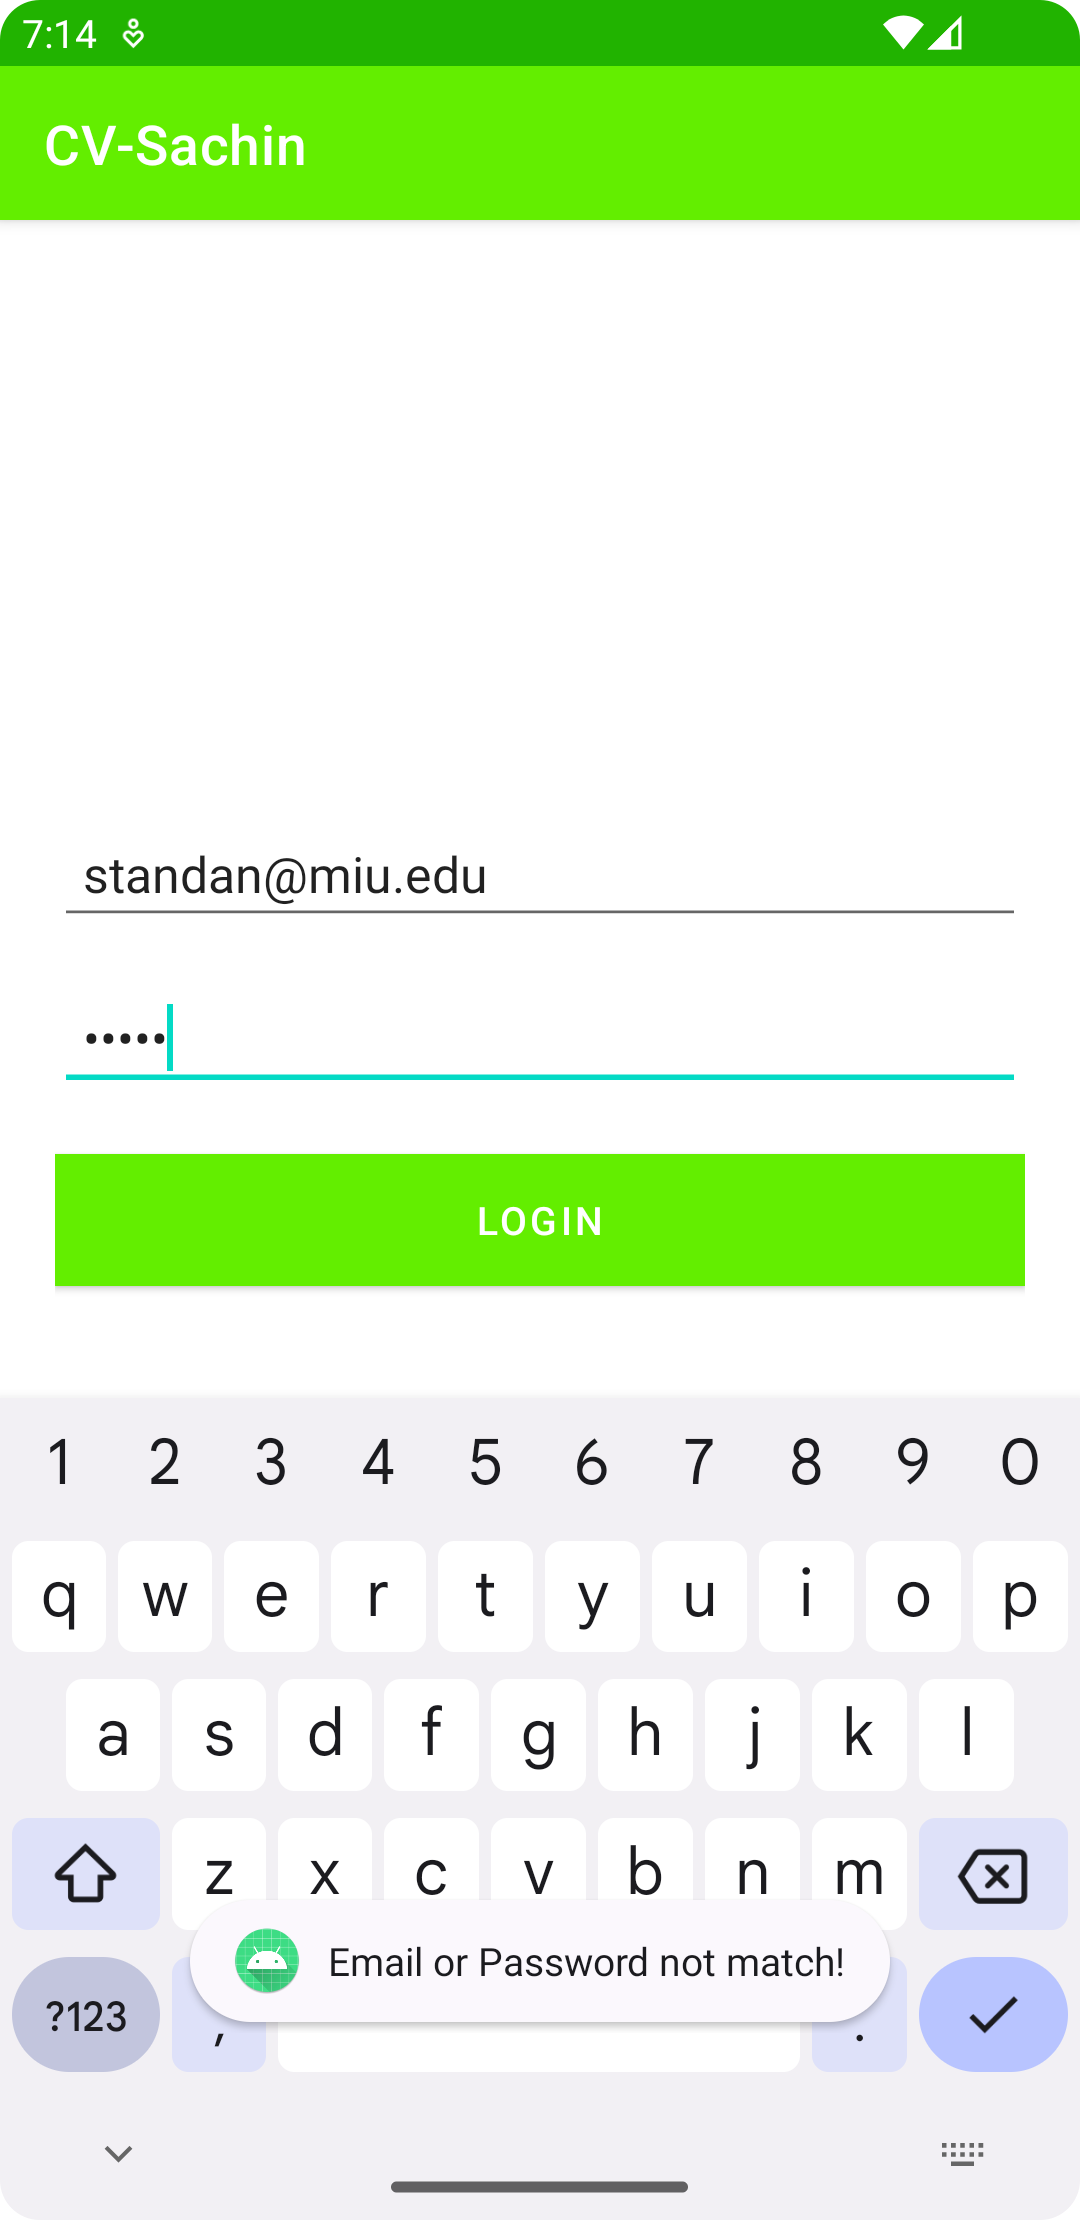 7:14
CV-Sachin
standan@miu.edu
•••••
LOGIN
1 2 3 4 5 6 7 8 9 0
q w e r t y u i o p
a s d f g h j k l
z x c v b n m
Email or Password not match!
?123 , .